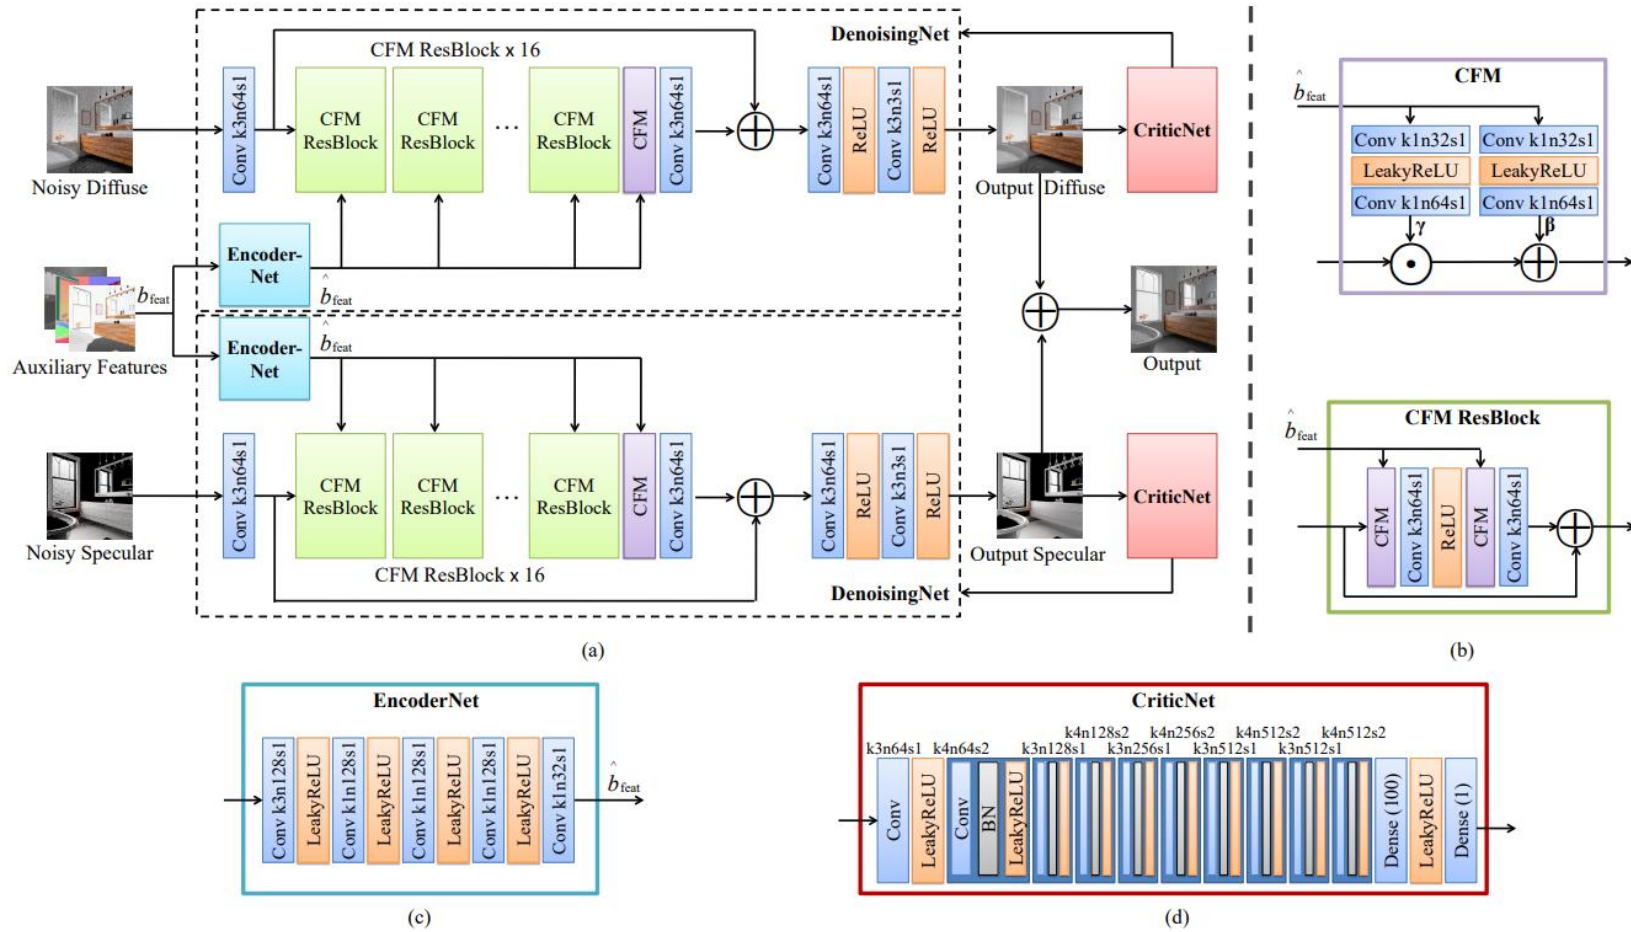 DenoisingNet
CFM ResBlock x 16
Conv k3n64s1
CFM
ResBlock
CFM
ResBlock
...
CFM
ResBlock
CFM
Conv k3n64s1
Conv k3n64s1
ReLU
Conv k3n3s1
ReLU
CriticNet
Noisy Diffuse
Output Diffuse
Encoder-
Net
b̂feat
bfeat
Auxiliary Features
Encoder-
Net
b̂feat
Output
Conv k3n64s1
CFM
ResBlock
CFM
ResBlock
...
CFM
ResBlock
CFM
Conv k3n64s1
Conv k3n64s1
ReLU
Conv k3n3s1
ReLU
CriticNet
Noisy Specular
Output Specular
CFM ResBlock x 16
DenoisingNet
(a)
CFM
b̂feat
Conv k1n32s1
Conv k1n32s1
LeakyReLU
LeakyReLU
Conv k1n64s1
Conv k1n64s1
γ
β
CFM ResBlock
b̂feat
CFM
Conv k3n64s1
ReLU
CFM
Conv k3n64s1
(b)
EncoderNet
Conv k3n128s1
LeakyReLU
Conv k1n128s1
LeakyReLU
Conv k1n128s1
LeakyReLU
Conv k1n128s1
LeakyReLU
Conv k1n32s1
b̂feat
(c)
CriticNet
k4n128s2
k4n256s2
k4n512s2
k4n512s2
k3n64s1
k4n64s2
k3n128s1
k3n256s1
k3n512s1
k3n512s1
Conv
LeakyReLU
Conv
BN
LeakyReLU
Dense (100)
LeakyReLU
Dense (1)
(d)